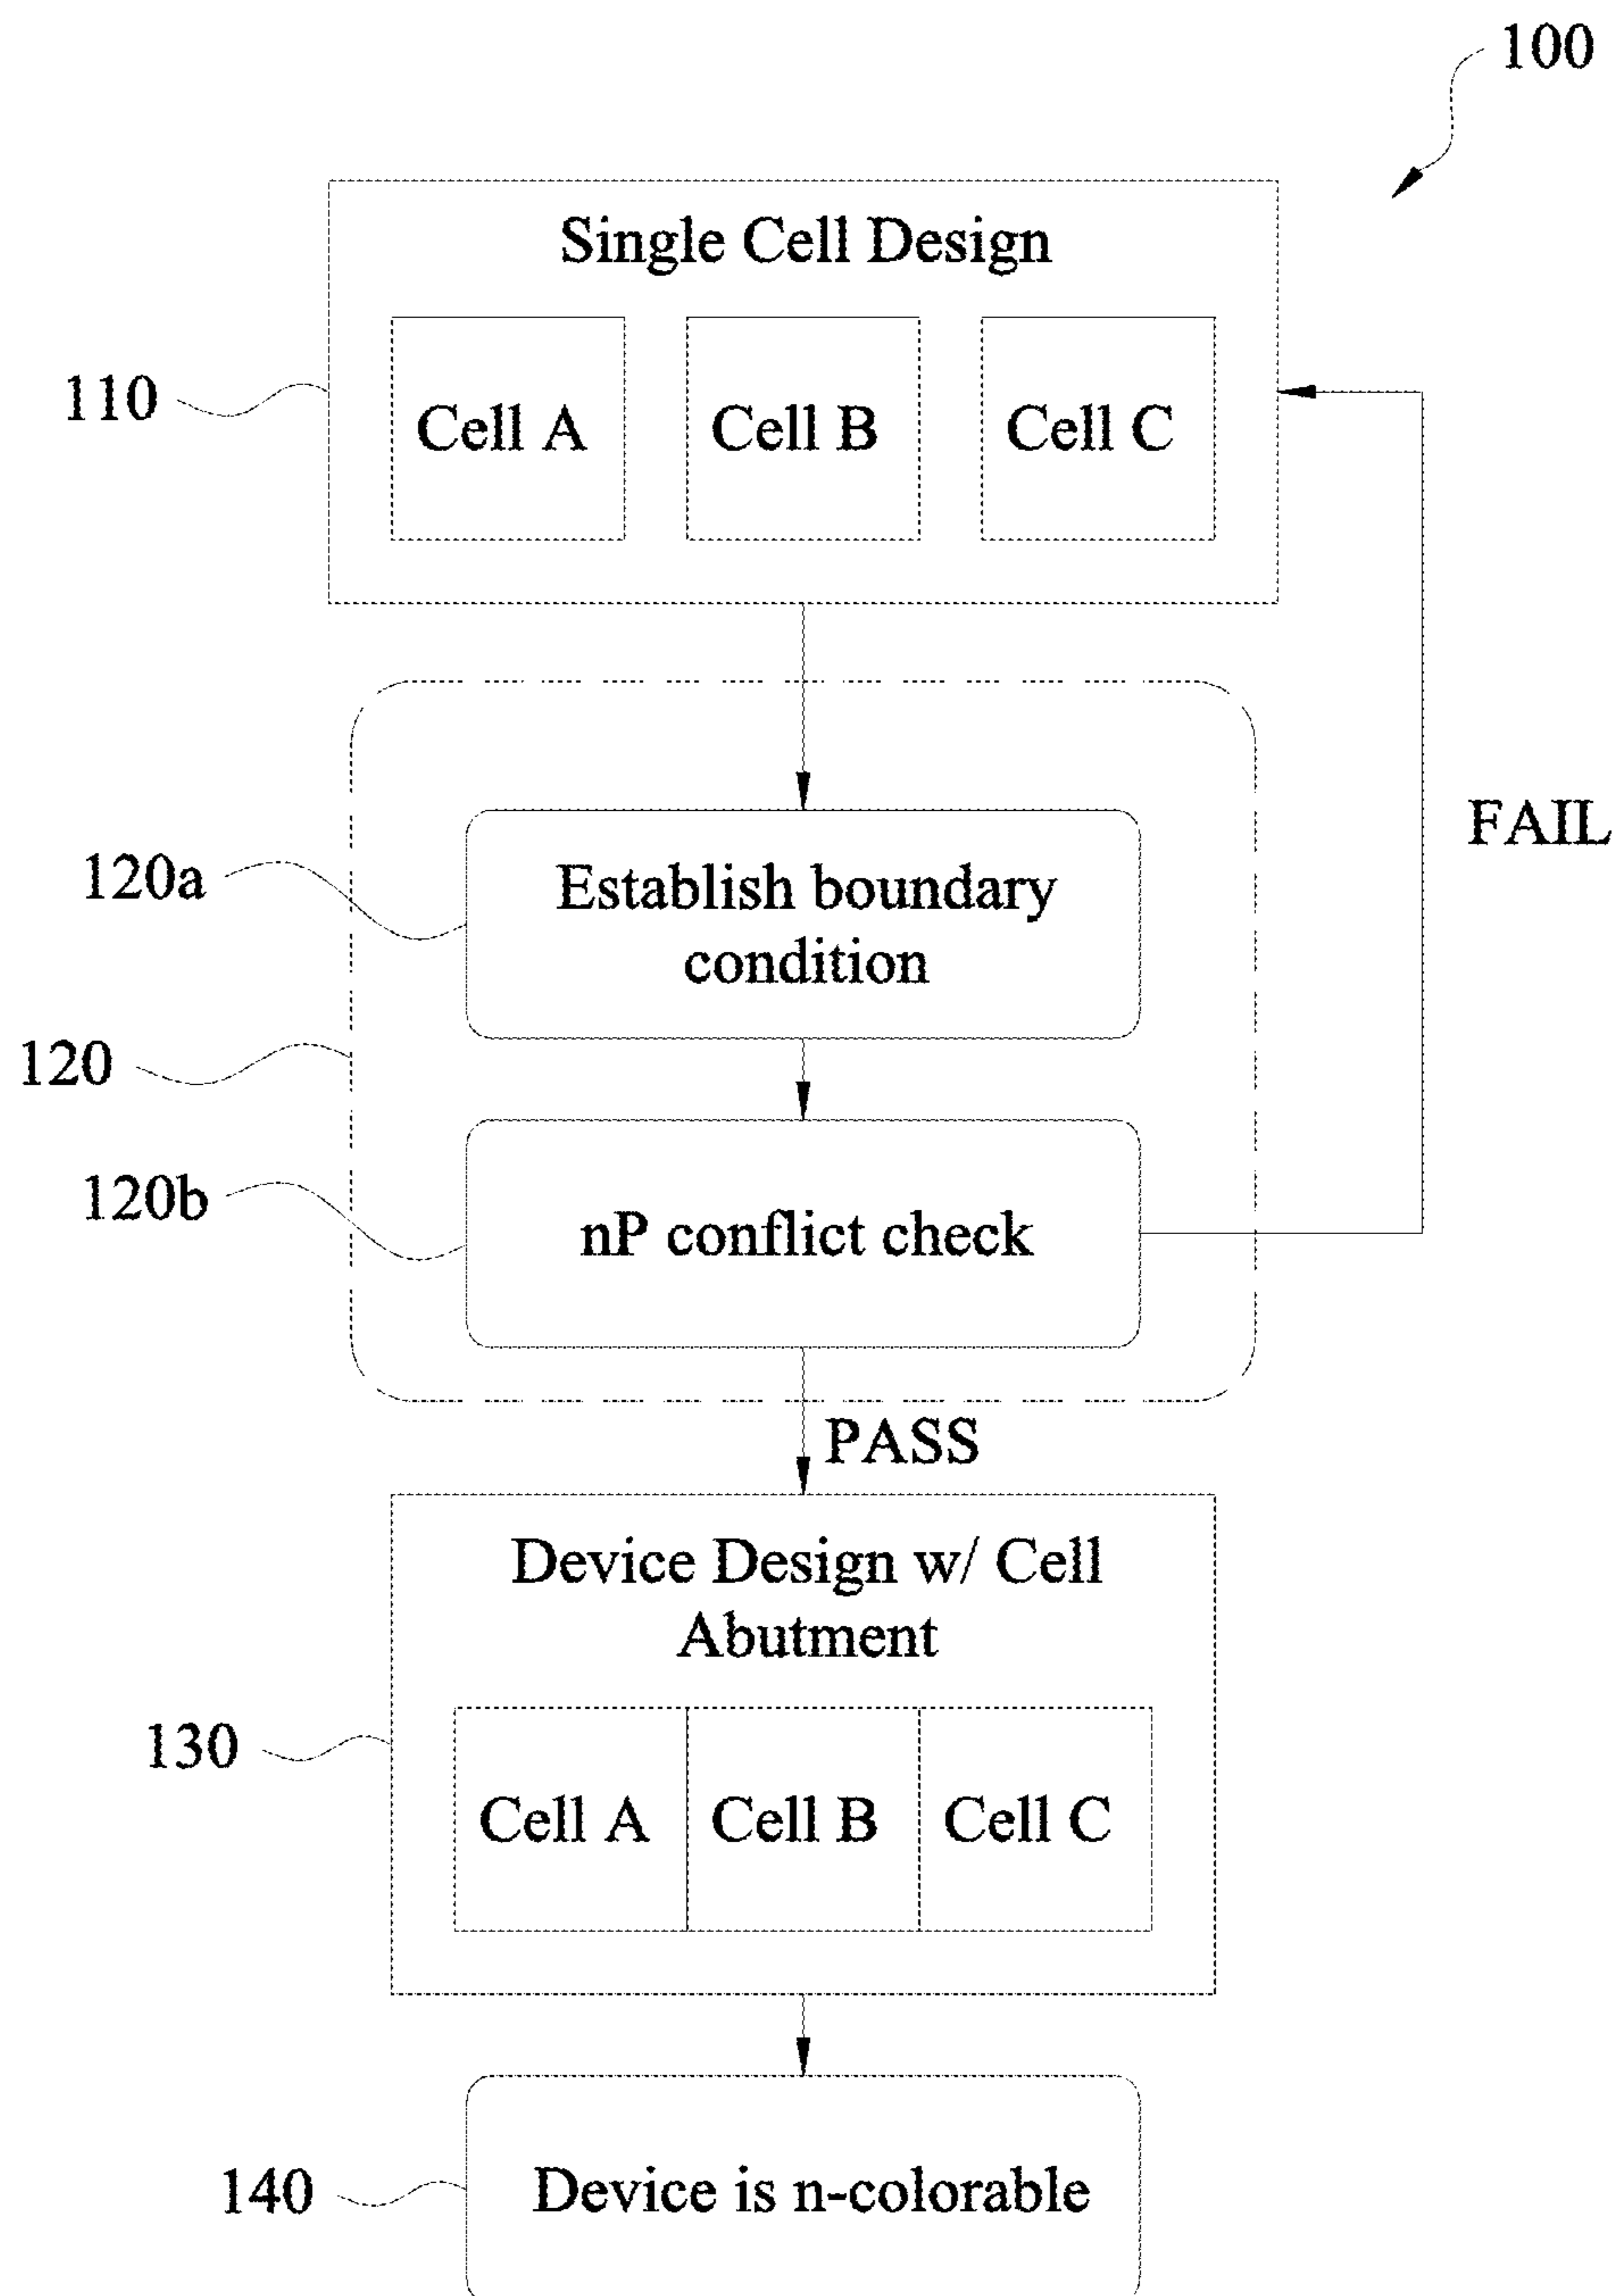 100
Single Cell Design
110
Cell A
Cell B
Cell C
FAIL
120a
Establish boundary
condition
120
120b
nP conflict check
PASS
Device Design w/ Cell
Abutment
130
Cell A
Cell B
Cell C
140
Device is n-colorable